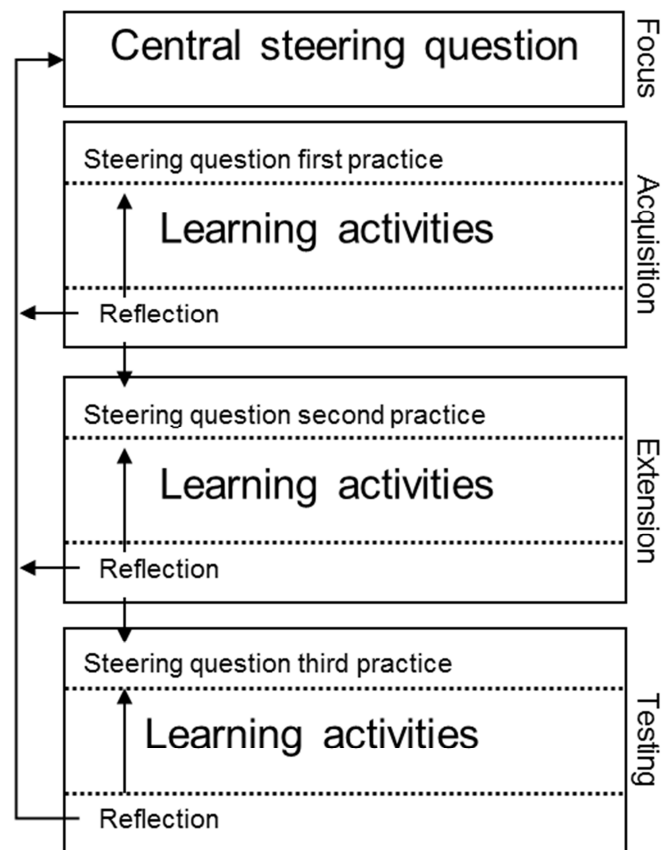 Central steering question
Focus
Steering question first practice
Learning activities
Reflection
Acquisition
Steering question second practice
Learning activities
Reflection
Extension
Steering question third practice
Learning activities
Reflection
Testing